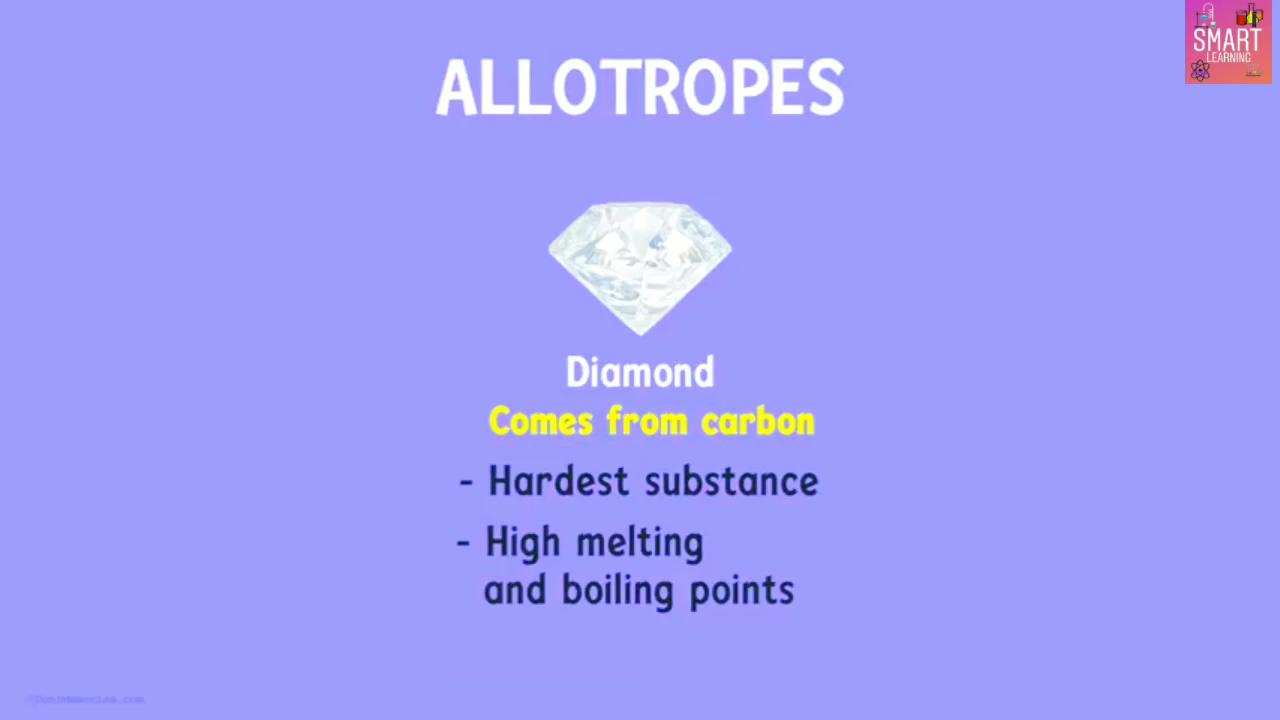 SMART
LEARNING
ALLOTROPES
Diamond
Comes from carbon
- Hardest substance
- High melting
and boiling points